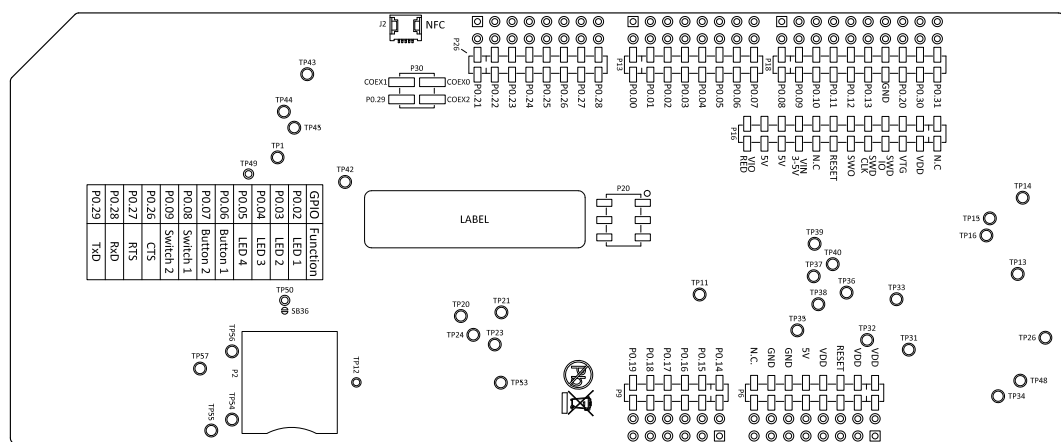 J2
NFC
P26
P0.21
P0.22
P0.23
P0.24
P0.25
P0.26
P0.27
P0.28
P13
P0.00
P0.01
P0.02
P0.03
P0.04
P0.05
P0.06
P0.07
P18
P0.08
P0.09
P0.10
P0.11
P0.12
P0.13
GND
P0.20
P0.30
P0.31
P30
COEX1
COEX0
P0.29
COEX2
P16
VIO RED
5V
5V
VIN 3-5V
N.C
RESET
SWO
SWD CLK
SWD IO
VTG
VDD
N.C
TP43
TP44
TP45
TP1
TP49
TP42
GPIO Function
P0.02 LED 1
P0.03 LED 2
P0.04 LED 3
P0.05 LED 4
P0.06 Button 1
P0.07 Button 2
P0.08 Switch 1
P0.09 Switch 2
P0.26 CTS
P0.27 RTS
P0.28 RxD
P0.29 TxD
LABEL
P20
TP14
TP15
TP16
TP13
TP39
TP40
TP37
TP36
TP38
TP33
TP35
TP32
TP31
TP26
TP48
TP34
TP11
TP50
SB36
TP20
TP21
TP24
TP23
TP53
TP56
TP57
P2
TP12
TP54
TP55
Pb
P9
P0.19
P0.18
P0.17
P0.16
P0.15
P0.14
P6
N.C.
GND
GND
5V
VDD
RESET
VDD
VDD